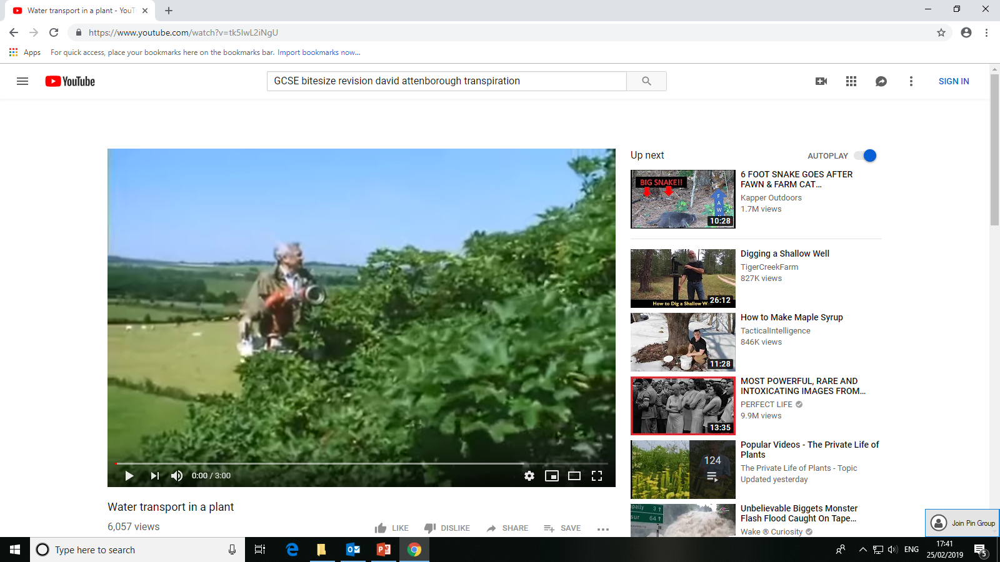 Water transport in a plant - YouT
https://www.youtube.com/watch?v=tk5IwL2iNgU
Apps For quick access, place your bookmarks here on the bookmarks bar. Import bookmarks now...
YouTube
GCSE bitesize revision david attenborough transpiration
SIGN IN
Up next
AUTOPLAY
BIG SNAKE!!
F
A
W
10:28
6 FOOT SNAKE GOES AFTER
FAWN & FARM CAT...
Kapper Outdoors
1.7M views
How to Dig a Shallow W
26:12
Digging a Shallow Well
TigerCreekFarm
827K views
11:28
How to Make Maple Syrup
TacticalIntelligence
846K views
13:35
MOST POWERFUL, RARE AND
INTOXICATING IMAGES FROM...
PERFECT LIFE
9.9M views
124
Popular Videos - The Private Life of
Plants
The Private Life of Plants - Topic
Updated yesterday
pally 3
sur 64
Unbelievable Biggets Monster
Flash Flood Caught On Tape...
Wake ® Curiosity
0:00 / 3:00
Water transport in a plant
6,057 views
LIKE
DISLIKE
SHARE
SAVE
Join Pin Group
Type here to search
ENG
17:41
25/02/2019
5